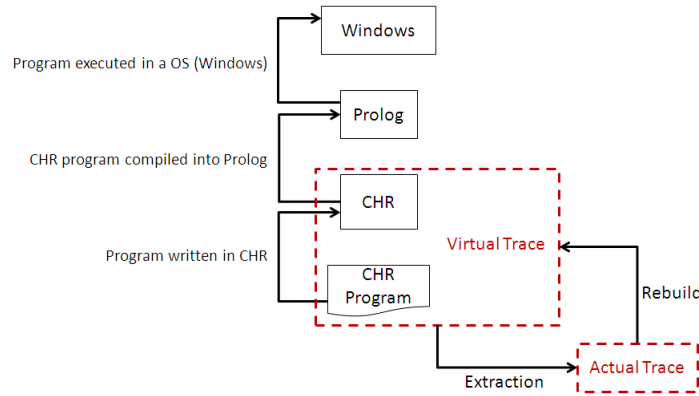 Windows
Program executed in a OS (Windows)
Prolog
CHR program compiled into Prolog
CHR
Virtual Trace
Program written in CHR
CHR
Program
Rebuild
Actual Trace
Extraction